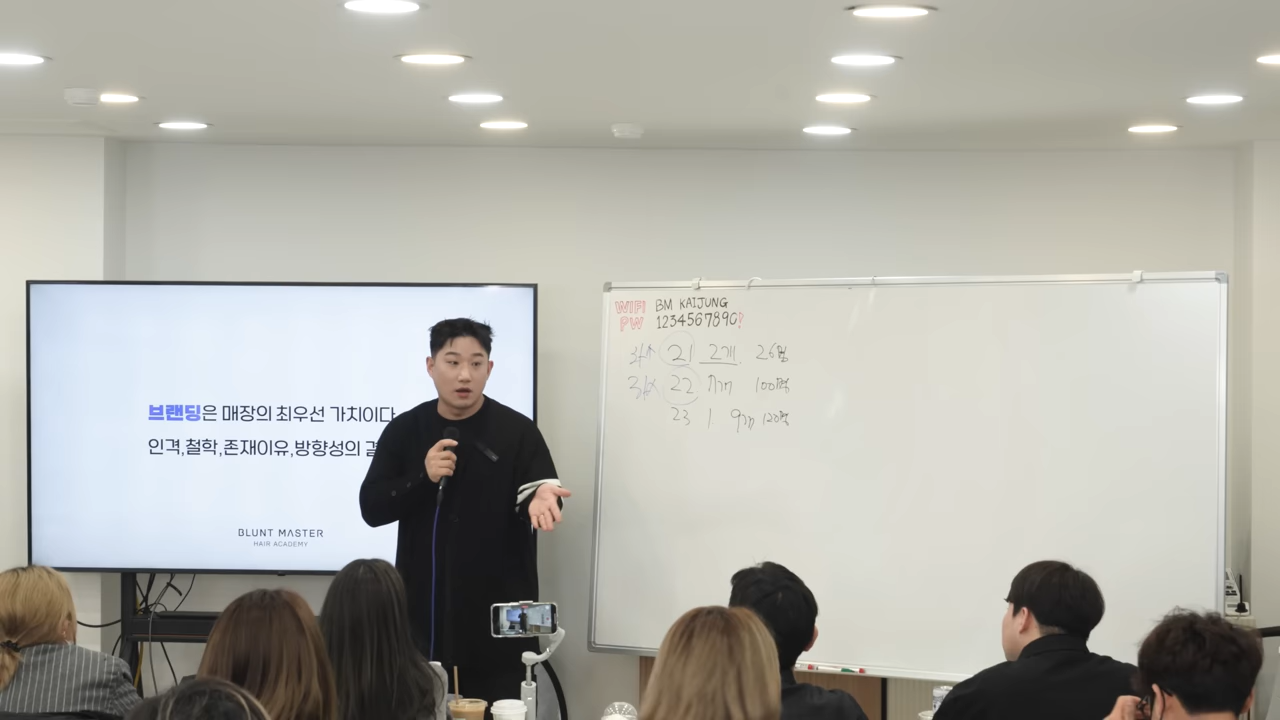 브랜딩은 매장의 최우선 가치이다
인격,철학,존재이유,방향성의
BLUNT MASTER
HAIR ACADEMY
WIFI BM KAIJUNG
PW 1234567890!
21 2개 26명
22 100명
23 1. 9개 120명